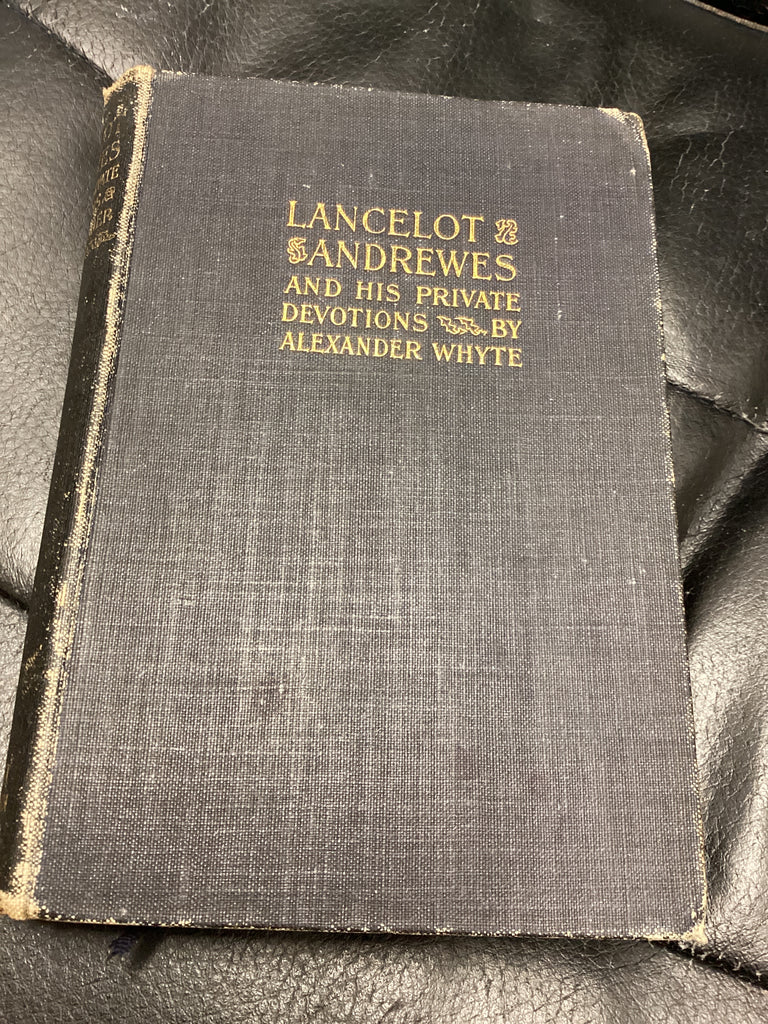 LANCELOT
ANDREWES
AND HIS PRIVATE
DEVOTIONS BY
ALEXANDER WHYTE